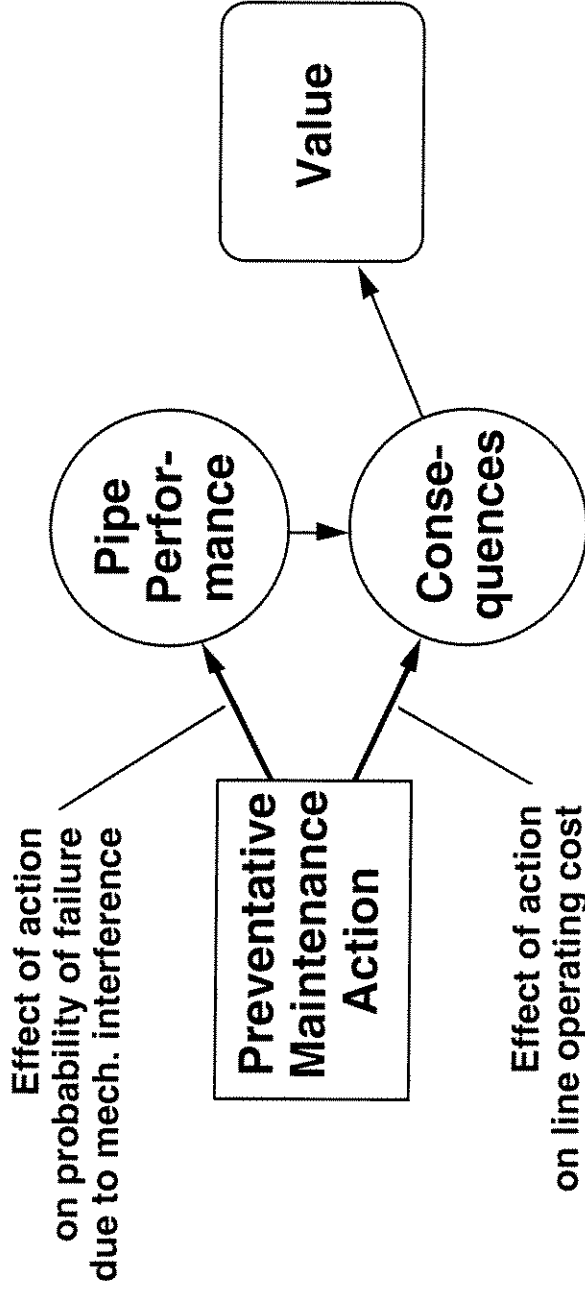 Effect of action
on probability of failure
due to mech. interference
Preventative
Maintenance
Action
Effect of action
on line operating cost
Pipe
Perfor-
mance
Conse-
quences
Value